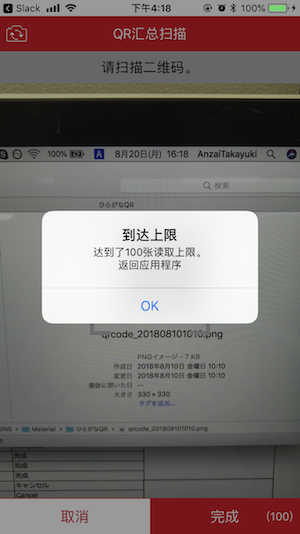 Slack 下午4:18 100%
QR汇总扫描
请扫描二维码。
100% A 8月20日(月) 16:18 AnzaiTakayuki
検索
ひらがなQR
到达上限
达到了100张读取上限。
返回应用程序
OK
qrcode_201808101010.png
PNGイメージ - 7 KB
作成日 2018年8月10日 金曜日 10:10
変更日 2018年8月10日 金曜日 10:10
最後に開いた日 --
大きさ 330 × 330
タグを追加...
Material ひらがなQR qrcode_201808101010.png
完成
完成
完成
キャンセル
Cancel
取消 完成 (100)